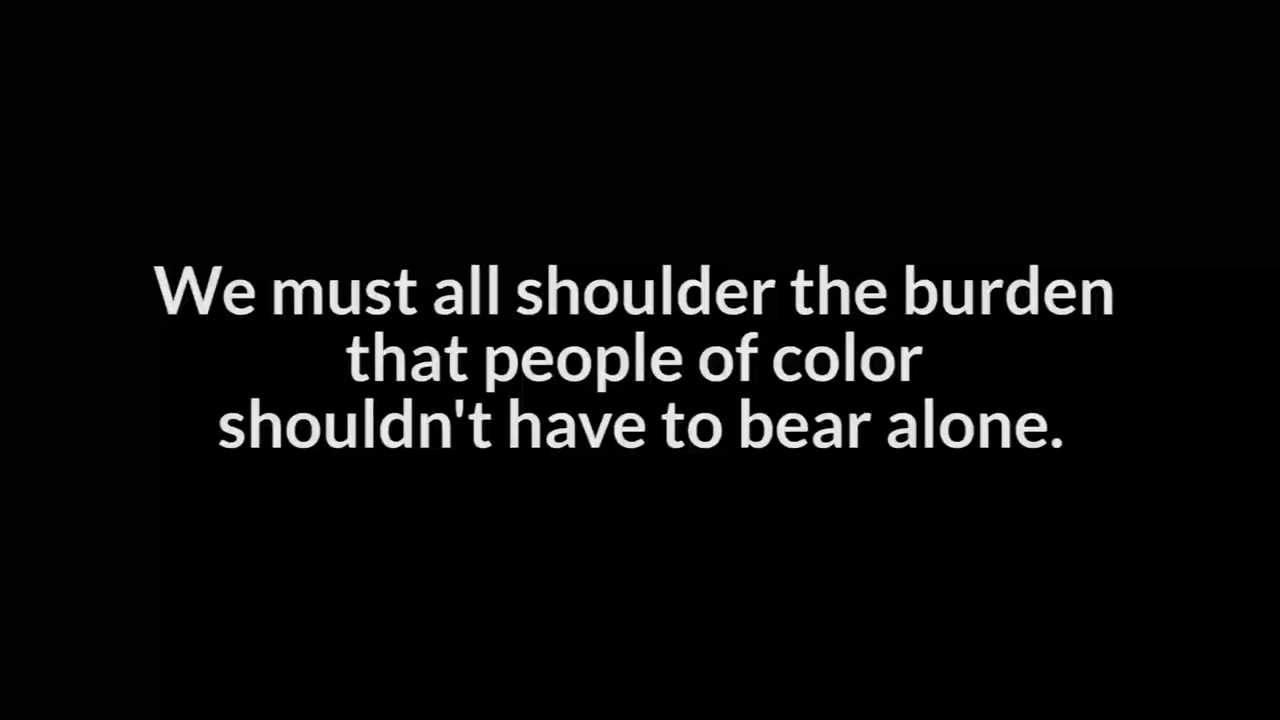 We must all shoulder the burden
that people of color
shouldn't have to bear alone.